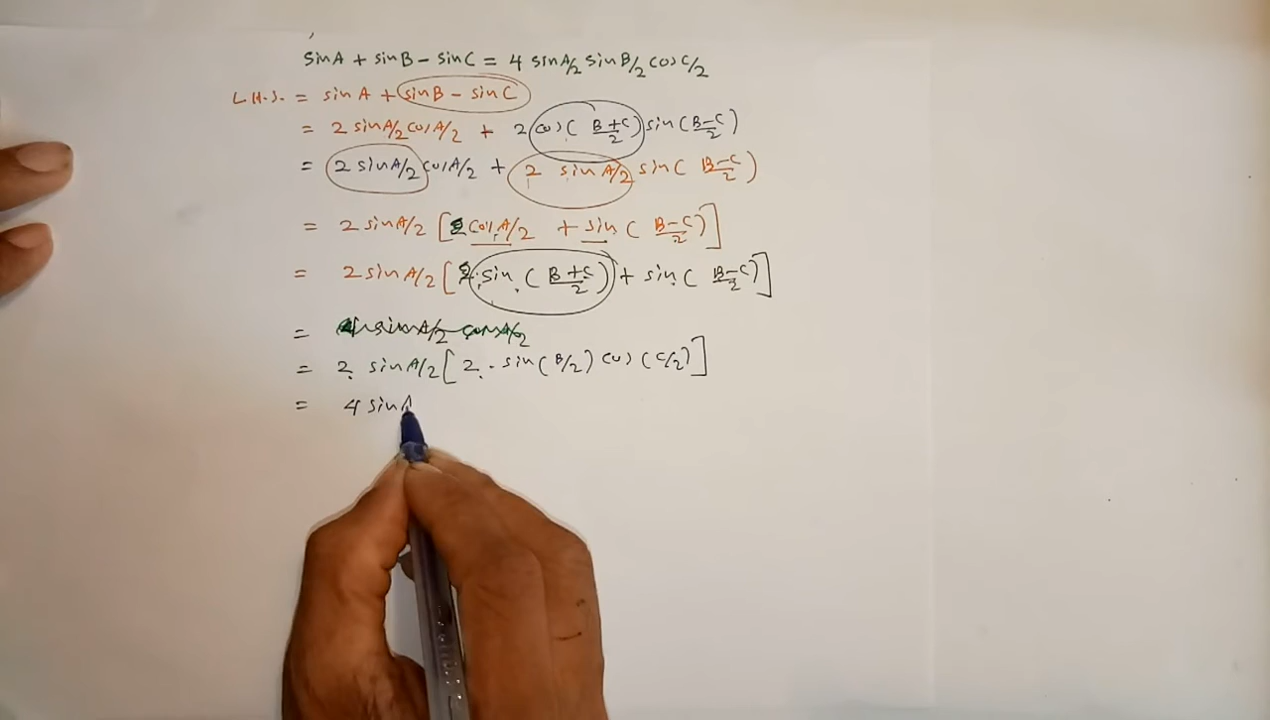 sinA + sinB − sinC = 4 sinA/2 sinB/2 cosC/2
L.H.S. = sinA + sinB − sinC
= 2 sinA/2 cosA/2 + 2 cos( B+C/2 ) sin( B−C/2 )
= 2 sinA/2 cosA/2 + 2 sinA/2 sin( B−C/2 )
= 2 sinA/2 [ cosA/2 + sin( B−C/2 ) ]
= 2 sinA/2 [ sin( B+C/2 ) + sin( B−C/2 ) ]
=
= 2 sinA/2 [ 2 . sin(B/2) cos(C/2) ]
= 4 sinA